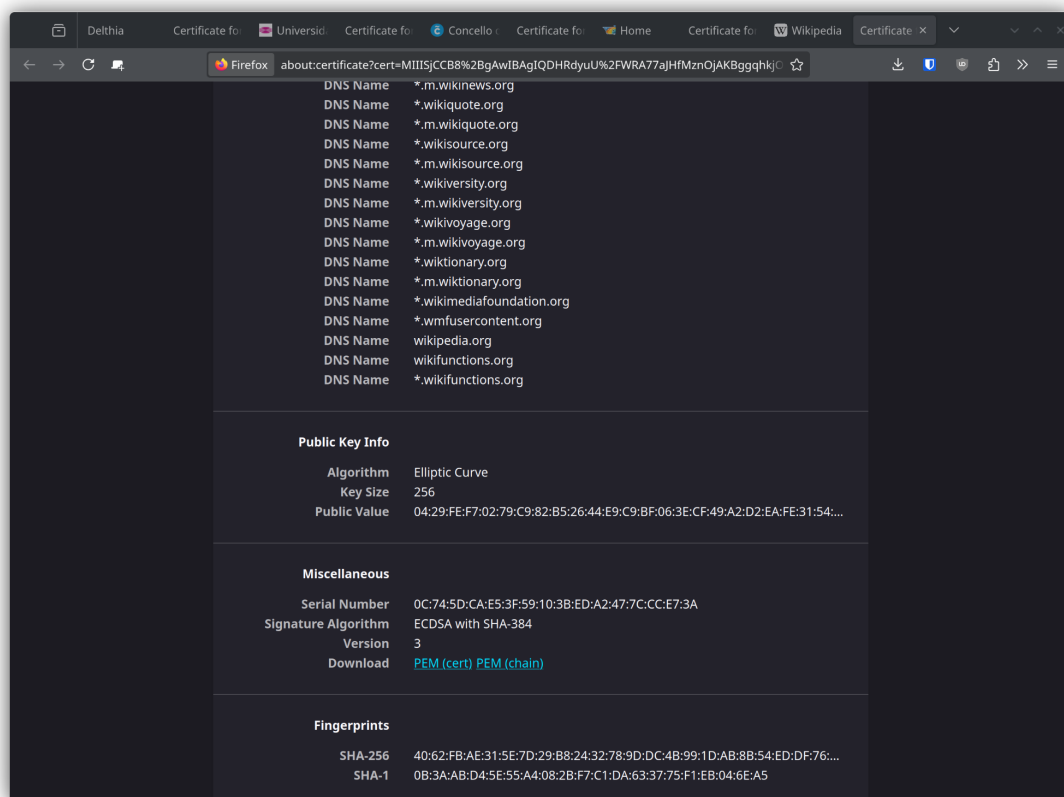 Delthia
Certificate fo
Universid
Certificate fo
Concello
Certificate fo
Home
Certificate fo
Wikipedia
Certificate
Firefox about:certificate?cert=MIIISjCCB8%2BgAwIBAgIQDHRdyuU%2FWRA77aJHfMznOjAKBggqhkjO
DNS Name *.m.wikinews.org
DNS Name *.wikiquote.org
DNS Name *.m.wikiquote.org
DNS Name *.wikisource.org
DNS Name *.m.wikisource.org
DNS Name *.wikiversity.org
DNS Name *.m.wikiversity.org
DNS Name *.wikivoyage.org
DNS Name *.m.wikivoyage.org
DNS Name *.wiktionary.org
DNS Name *.m.wiktionary.org
DNS Name *.wikimediafoundation.org
DNS Name *.wmfusercontent.org
DNS Name wikipedia.org
DNS Name wikifunctions.org
DNS Name *.wikifunctions.org
Public Key Info
Algorithm Elliptic Curve
Key Size 256
Public Value 04:29:FE:F7:02:79:C9:82:B5:26:44:E9:C9:BF:06:3E:CF:49:A2:D2:EA:FE:31:54:...
Miscellaneous
Serial Number 0C:74:5D:CA:E5:3F:59:10:3B:ED:A2:47:7C:CC:E7:3A
Signature Algorithm ECDSA with SHA-384
Version 3
Download PEM (cert) PEM (chain)
Fingerprints
SHA-256 40:62:FB:AE:31:5E:7D:29:B8:24:32:78:9D:DC:4B:99:1D:AB:8B:54:ED:DF:76:...
SHA-1 0B:3A:AB:D4:5E:55:A4:08:2B:F7:C1:DA:63:37:75:F1:EB:04:6E:A5